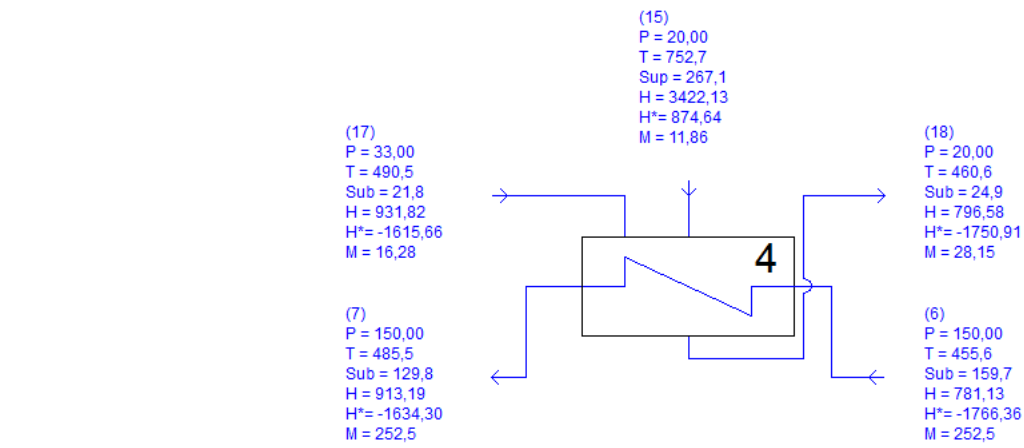 (15)
P = 20,00
T = 752,7
Sup = 267,1
H = 3422,13
H*= 874,64
M = 11,86
(17)
P = 33,00
T = 490,5
Sub = 21,8
H = 931,82
H*= -1615,66
M = 16,28
(18)
P = 20,00
T = 460,6
Sub = 24,9
H = 796,58
H*= -1750,91
M = 28,15
4
(7)
P = 150,00
T = 485,5
Sub = 129,8
H = 913,19
H*= -1634,30
M = 252,5
(6)
P = 150,00
T = 455,6
Sub = 159,7
H = 781,13
H*= -1766,36
M = 252,5